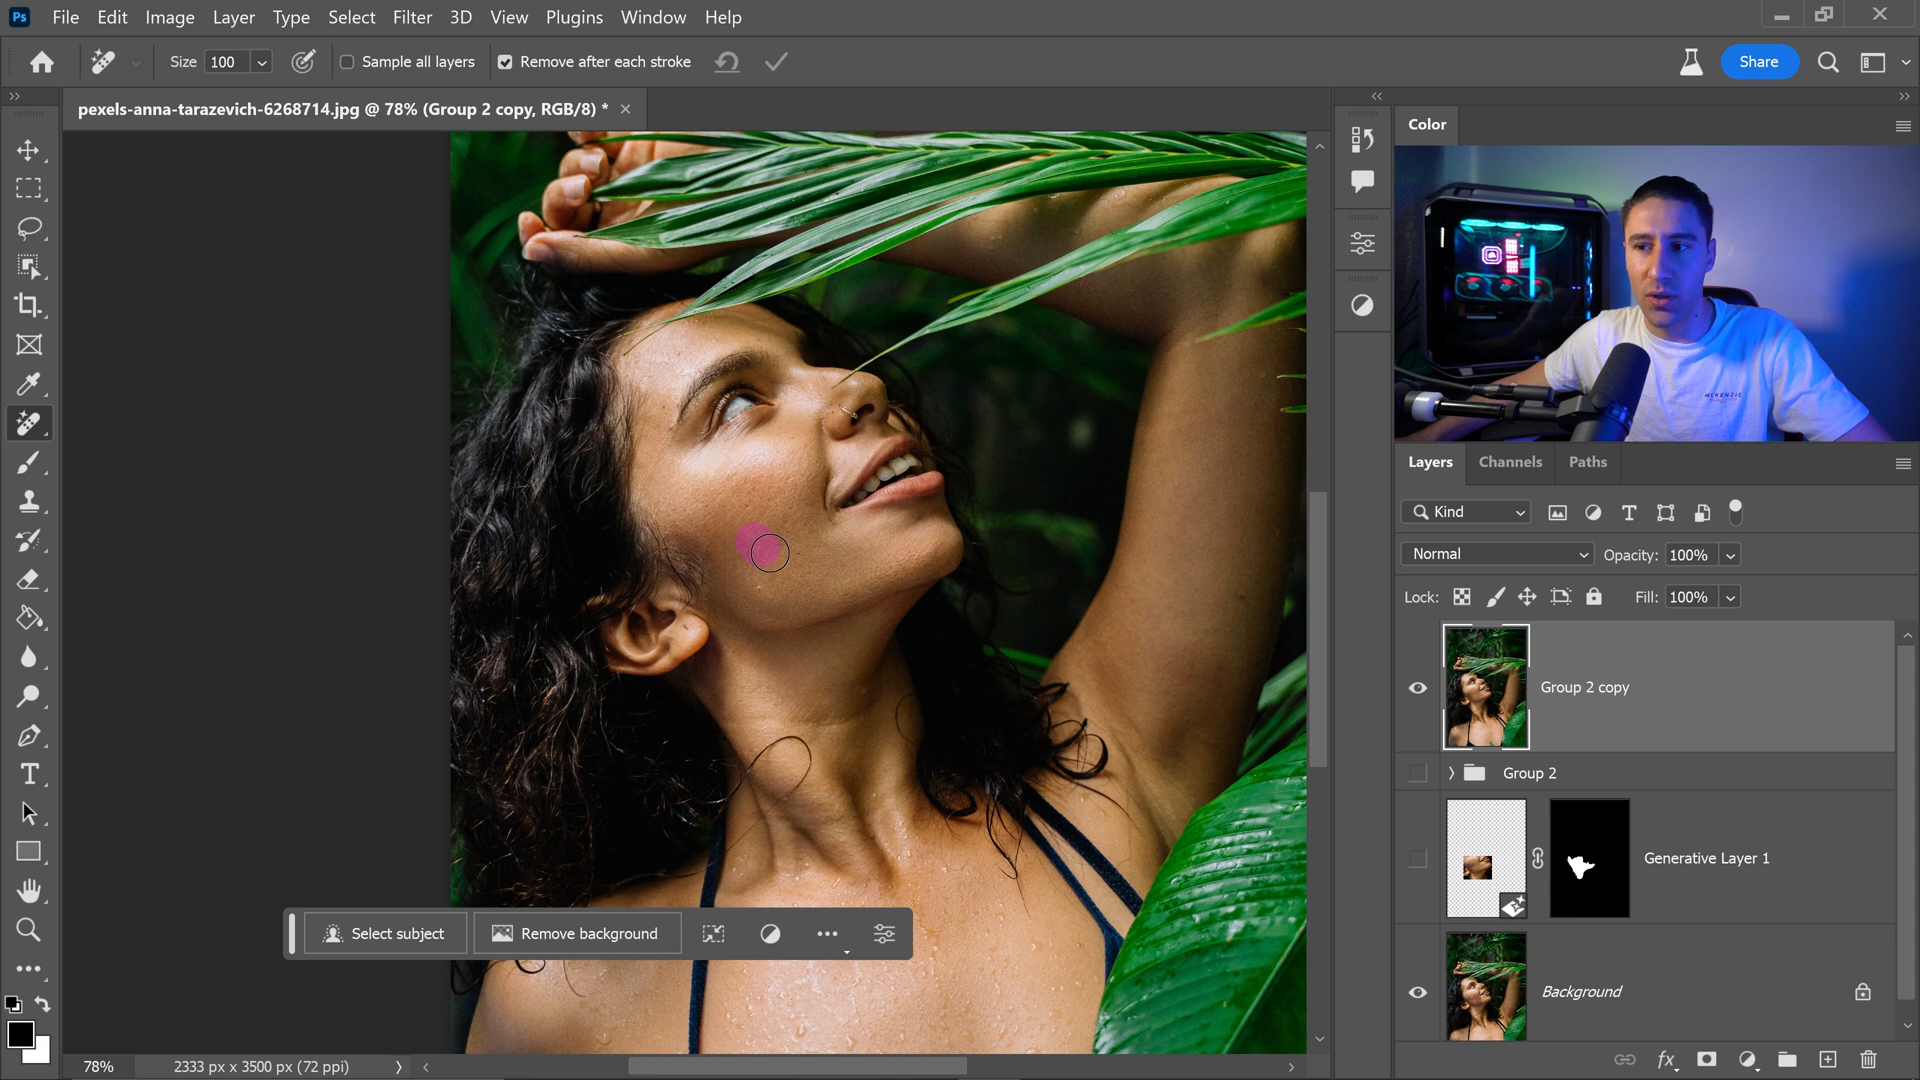 Ps File Edit Image Layer Type Select Filter 3D View Plugins Window Help
Size 100 Sample all layers Remove after each stroke Share
pexels-anna-tarazevich-6268714.jpg @ 78% (Group 2 copy, RGB/8) *
Color
MCKENZIE
Layers Channels Paths
Kind
Normal Opacity: 100%
Lock: Fill: 100%
Group 2 copy
Group 2
Generative Layer 1
Select subject Remove background
Background
78% 2333 px x 3500 px (72 ppi)
fx